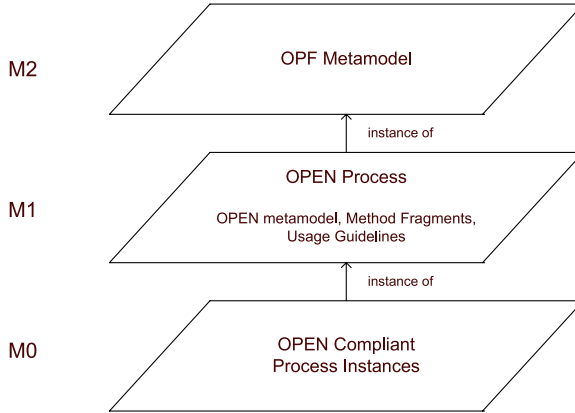 M2
OPF Metamodel
instance of
M1
OPEN Process
OPEN metamodel, Method Fragments,
Usage Guidelines
instance of
M0
OPEN Compliant
Process Instances